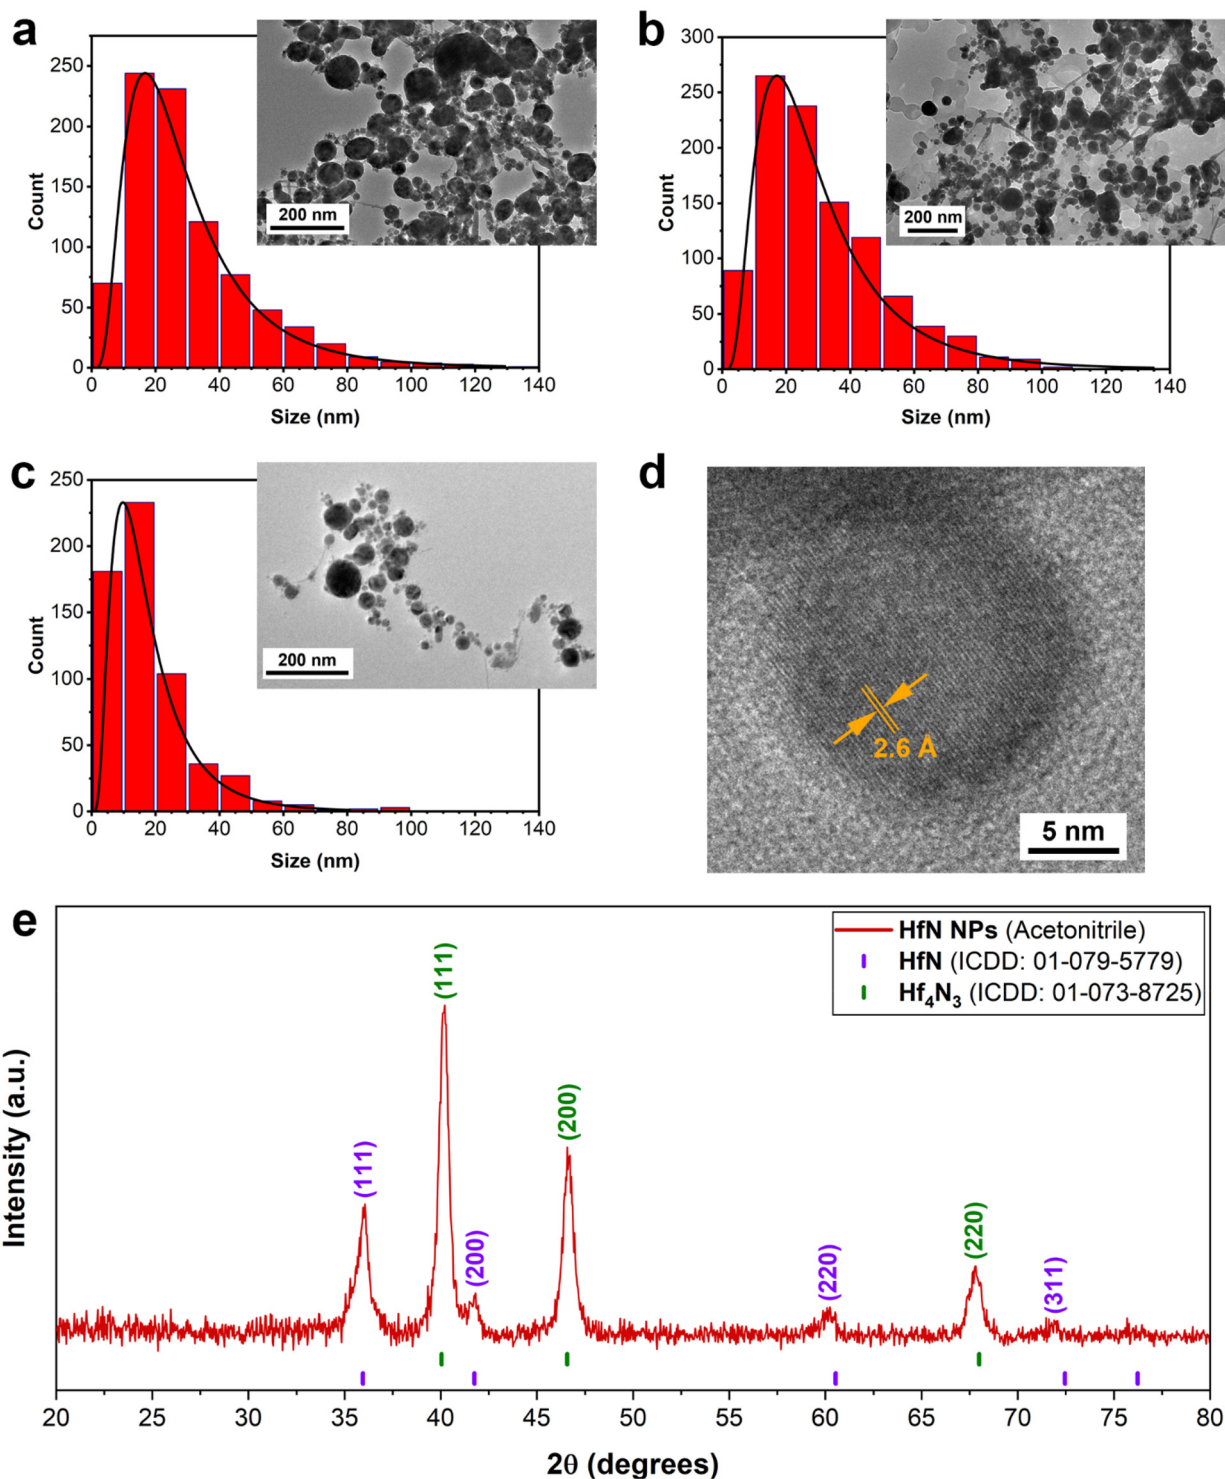 a
250
200
150
100
50
0
Count
200 nm
0 20 40 60 80 100 120 140
Size (nm)
b
300
250
200
150
100
50
0
Count
200 nm
0 20 40 60 80 100 120 140
Size (nm)
c
250
200
150
100
50
0
Count
200 nm
0 20 40 60 80 100 120 140
Size (nm)
d
2.6 Å
5 nm
e
HfN NPs (Acetonitrile)
HfN (ICDD: 01-079-5779)
Hf₄N₃ (ICDD: 01-073-8725)
Intensity (a.u.)
(111)
(111)
(200)
(200)
(220)
(220)
(311)
20 25 30 35 40 45 50 55 60 65 70 75 80
2θ (degrees)